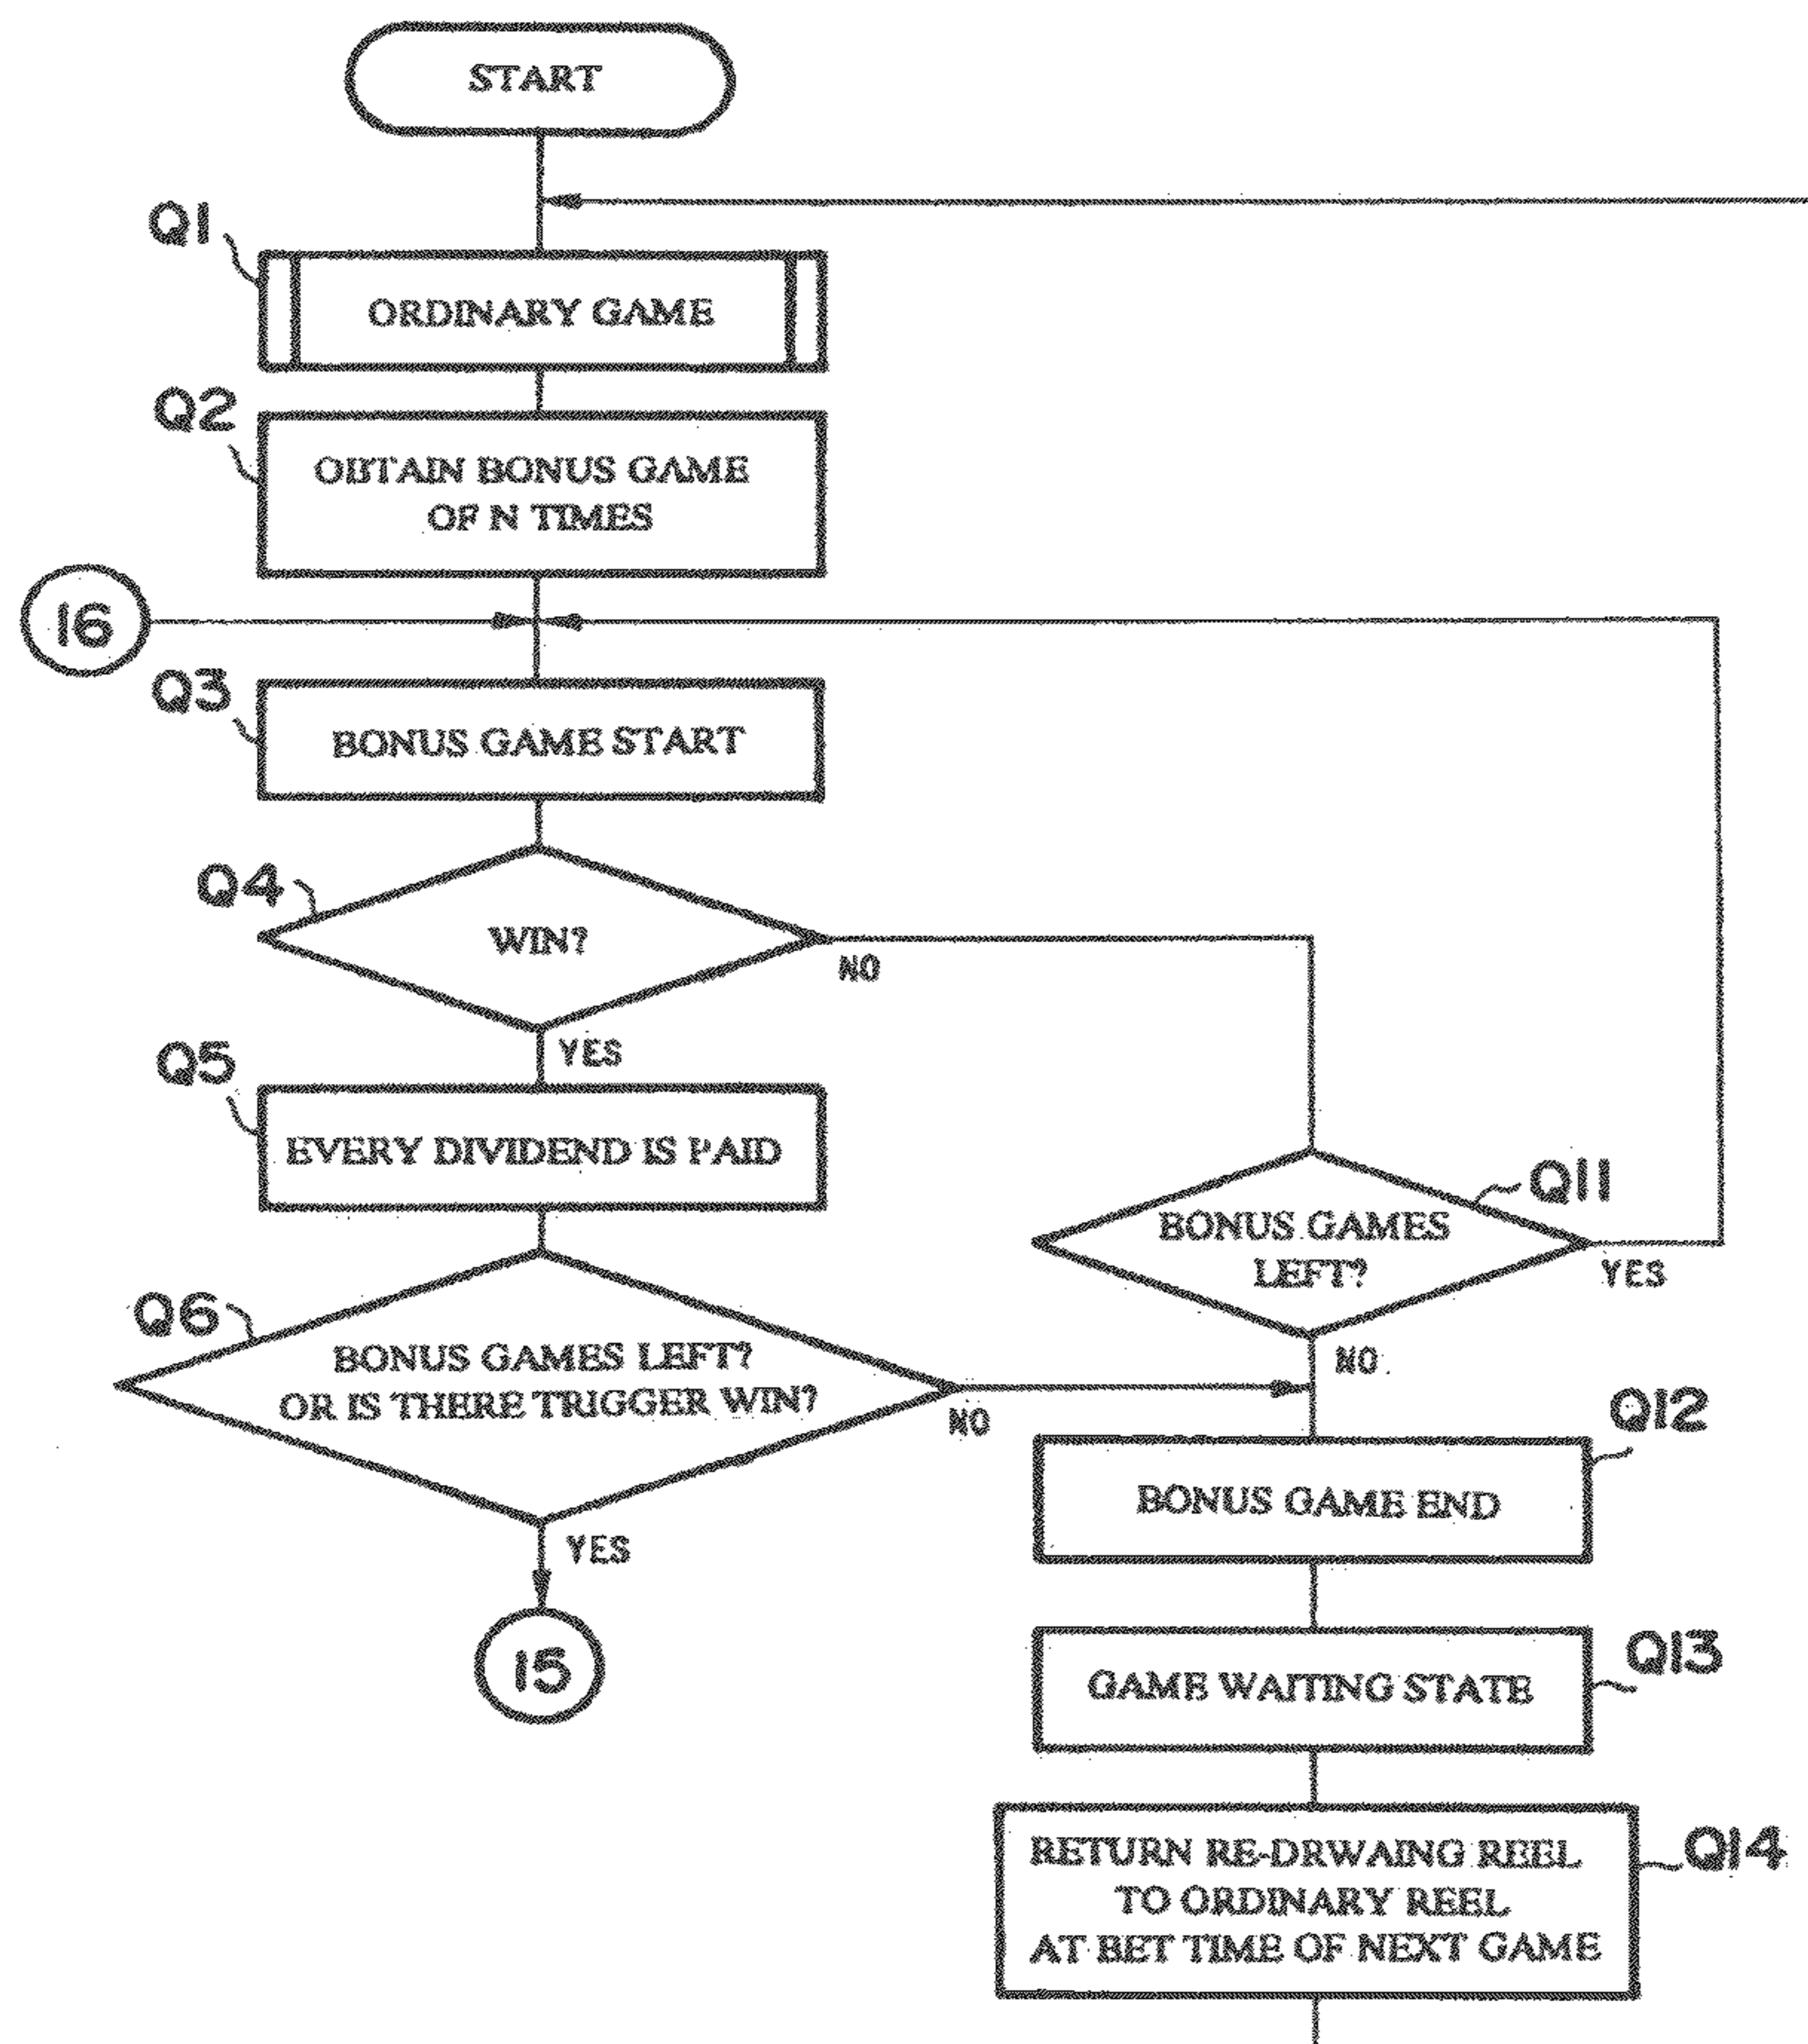 START
Q1
ORDINARY GAME
Q2
OBTAIN BONUS GAME
OF N TIMES
16
Q3
BONUS GAME START
Q4
WIN?
NO
YES
Q5
EVERY DIVIDEND IS PAID
Q11
BONUS GAMES
LEFT?
YES
NO
Q6
BONUS GAMES LEFT?
OR IS THERE TRIGGER WIN?
NO
YES
15
Q12
BONUS GAME END
Q13
GAME WAITING STATE
Q14
RETURN RE-DRWAING REEL
TO ORDINARY REEL
AT BET TIME OF NEXT GAME